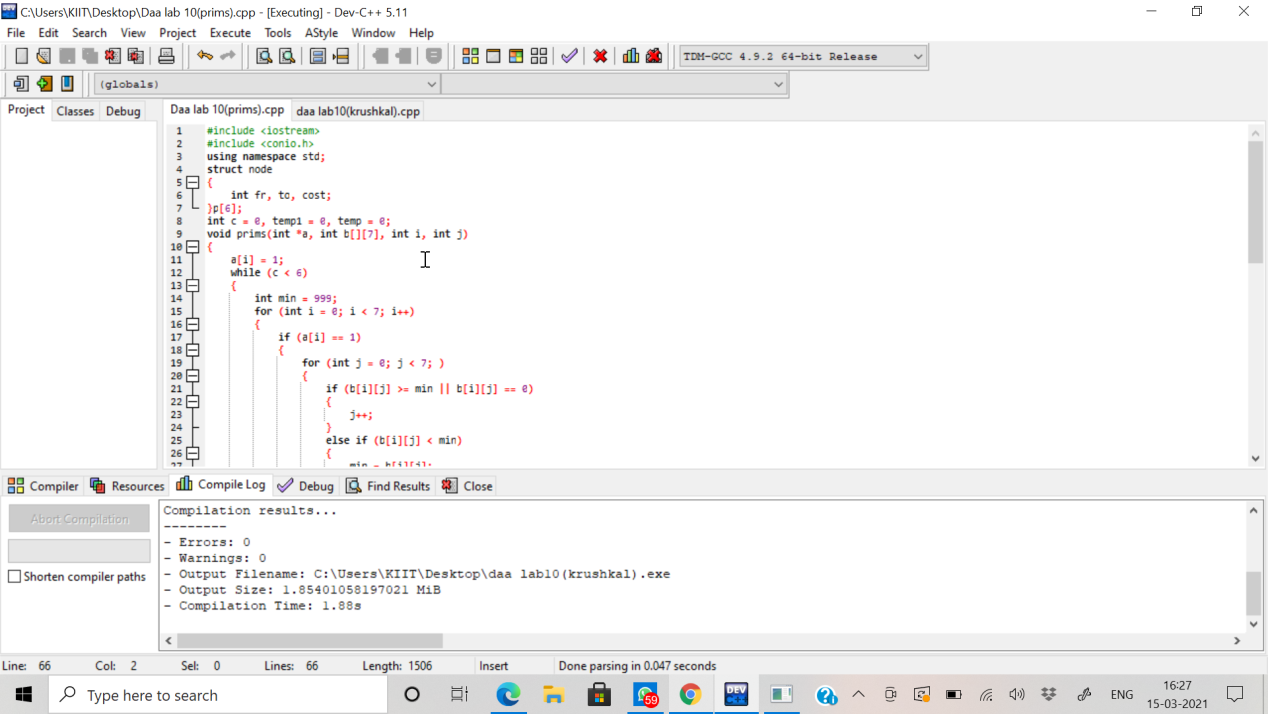 C:\Users\KIIT\Desktop\Daa lab 10(prims).cpp - [Executing] - Dev-C++ 5.11
File Edit Search View Project Execute Tools AStyle Window Help
TDM-GCC 4.9.2 64-bit Release
(globals)
Project Classes Debug
Daa lab 10(prims).cpp daa lab10(krushkal).cpp
1 #include <iostream>
2 #include <conio.h>
3 using namespace std;
4 struct node
5 {
6 int fr, to, cost;
7 }p[6];
8 int c = 0, temp1 = 0, temp = 0;
9 void prims(int *a, int b[][7], int i, int j)
10 {
11 a[i] = 1;
12 while (c < 6)
13 {
14 int min = 999;
15 for (int i = 0; i < 7; i++)
16 {
17 if (a[i] == 1)
18 {
19 for (int j = 0; j < 7; )
20 {
21 if (b[i][j] >= min || b[i][j] == 0)
22 {
23 j++;
24 }
25 else if (b[i][j] < min)
26 {
27 min = b[i][j];
Compiler Resources Compile Log Debug Find Results Close
Abort Compilation
Shorten compiler paths
Compilation results...
--------
- Errors: 0
- Warnings: 0
- Output Filename: C:\Users\KIIT\Desktop\daa lab10(krushkal).exe
- Output Size: 1.85401058197021 MiB
- Compilation Time: 1.88s
Line: 66 Col: 2 Sel: 0 Lines: 66 Length: 1506 Insert Done parsing in 0.047 seconds
Type here to search
59
DEV
ENG
16:27
15-03-2021